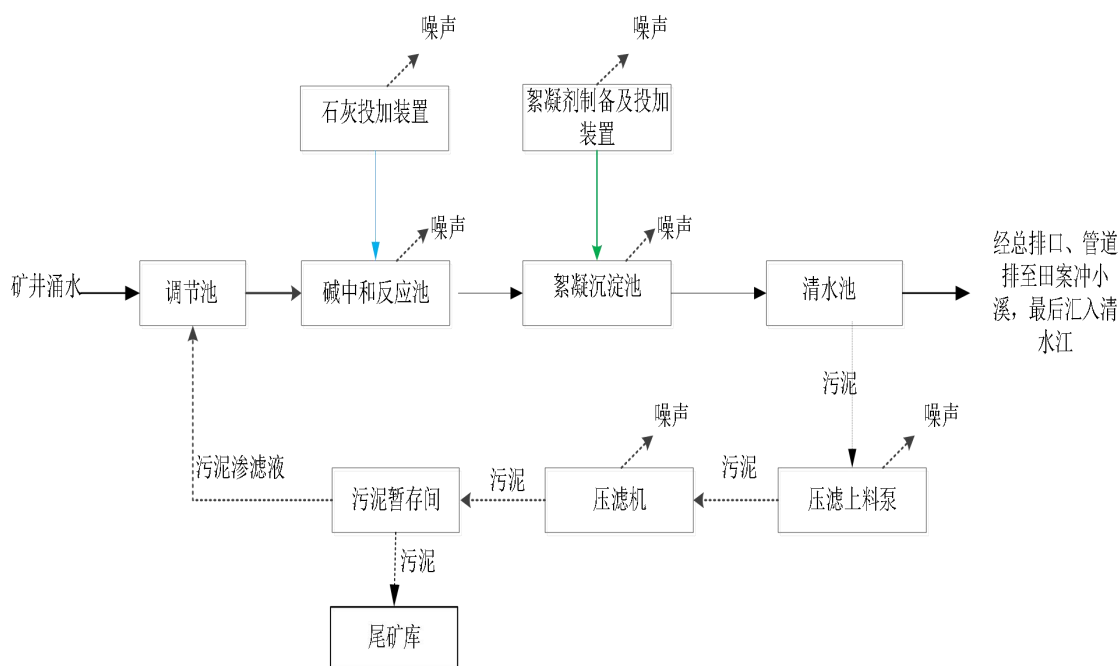 噪声
噪声
石灰投加装置
絮凝剂制备及投加
装置
噪声
噪声
矿井涌水
调节池
碱中和反应池
絮凝沉淀池
清水池
经总排口、管道
排至田案冲小
溪，最后汇入清
水江
污泥
噪声
噪声
污泥渗滤液
污泥暂存间
污泥
压滤机
污泥
压滤上料泵
污泥
尾矿库